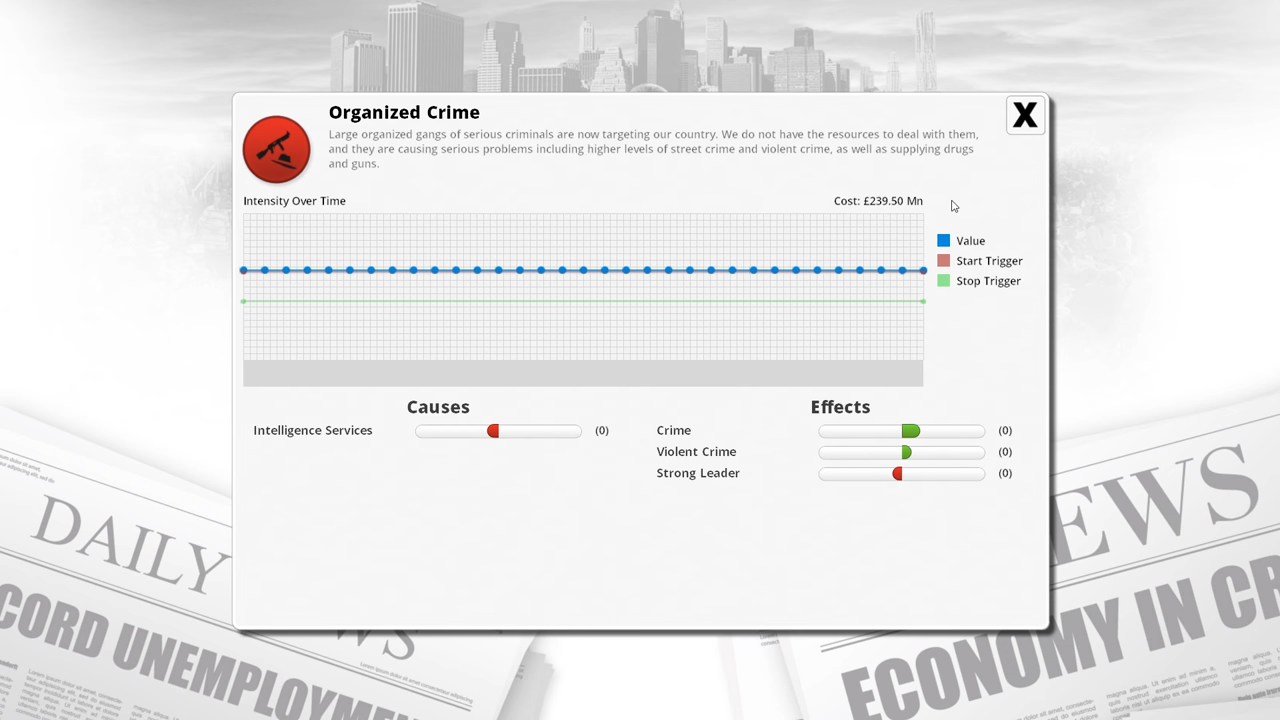 Organized Crime
X
Large organized gangs of serious criminals are now targeting our country. We do not have the resources to deal with them,
and they are causing serious problems including higher levels of street crime and violent crime, as well as supplying drugs
and guns.
Intensity Over Time
Cost: £239.50 Mn
Value
Start Trigger
Stop Trigger
Causes
Effects
Intelligence Services
(0)
Crime
(0)
Violent Crime
(0)
Strong Leader
(0)
DAILY
WS
CORD UNEMPLOYME
EWS
ECONOMY IN CR